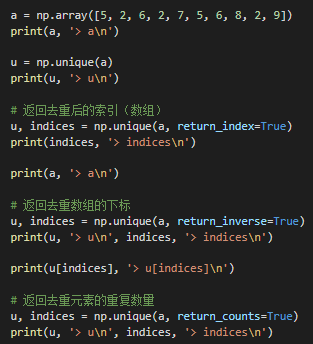 a = np.array([5, 2, 6, 2, 7, 5, 6, 8, 2, 9])
print(a, '> a\n')
u = np.unique(a)
print(u, '> u\n')
# 返回去重后的索引（数组）
u, indices = np.unique(a, return_index=True)
print(indices, '> indices\n')
print(a, '> a\n')
# 返回去重数组的下标
u, indices = np.unique(a, return_inverse=True)
print(u, '> u\n', indices, '> indices\n')
print(u[indices], '> u[indices]\n')
# 返回去重元素的重复数量
u, indices = np.unique(a, return_counts=True)
print(u, '> u\n', indices, '> indices\n')